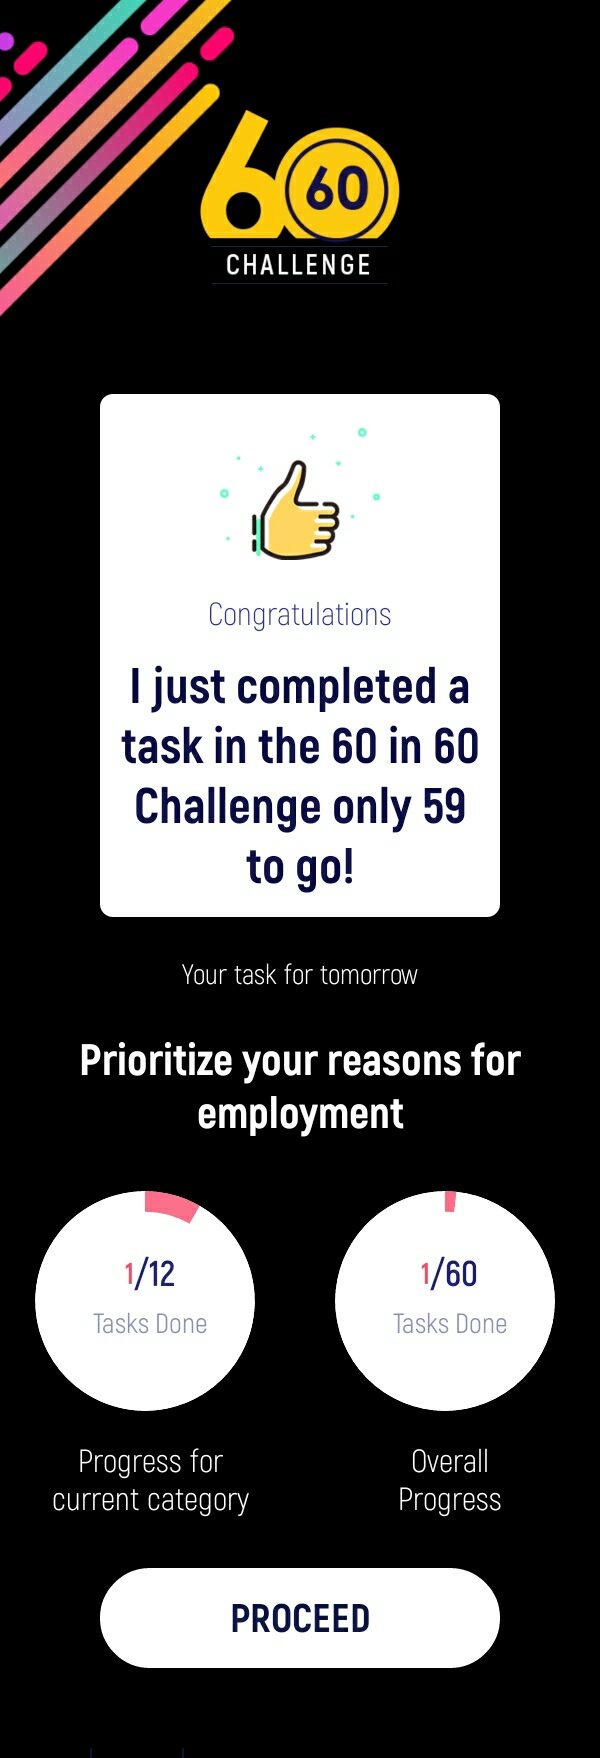 60
60
CHALLENGE
Congratulations
I just completed a
task in the 60 in 60
Challenge only 59
to go!
Your task for tomorrow
Prioritize your reasons for
employment
1/12
Tasks Done
1/60
Tasks Done
Progress for
current category
Overall
Progress
PROCEED